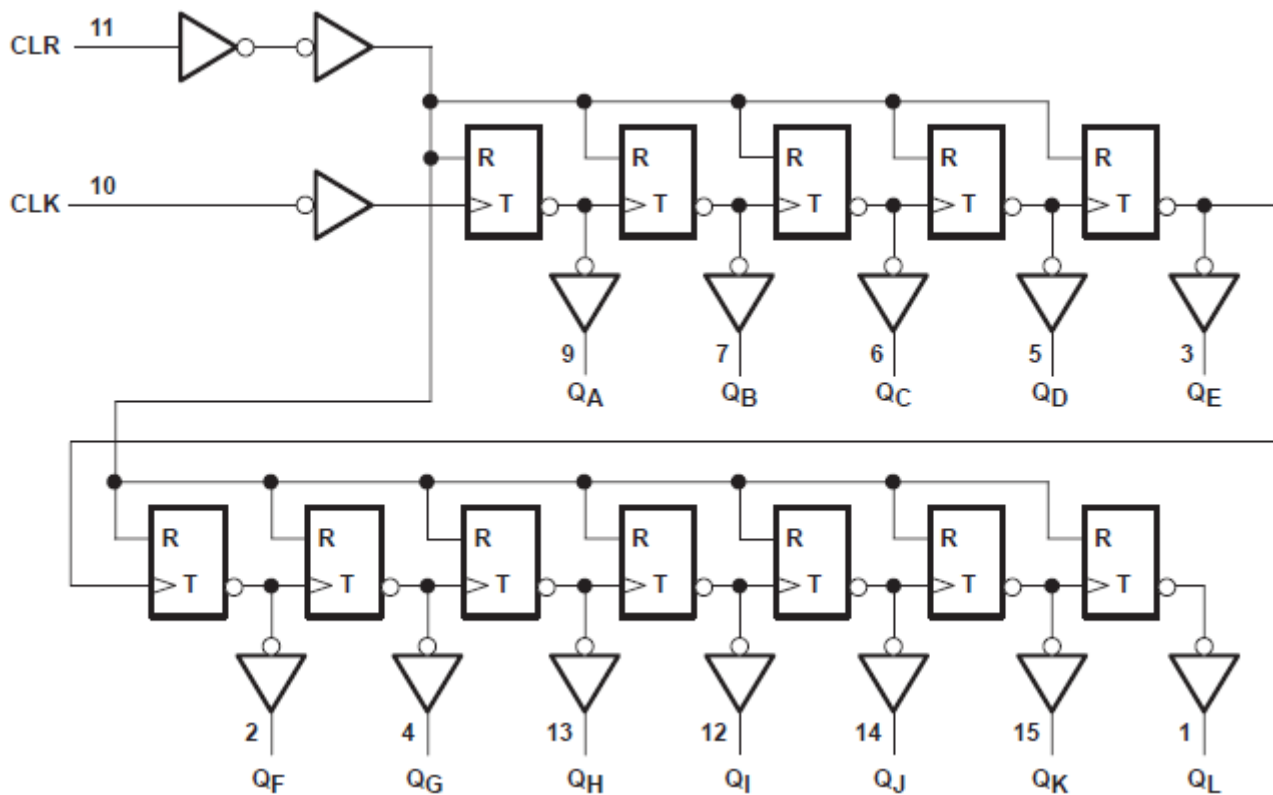 CLR 11
R R R R R
CLK 10 T T T T T
9 7 6 5 3
QA QB QC QD QE
R R R R R R R
T T T T T T T
2 4 13 12 14 15 1
QF QG QH QI QJ QK QL